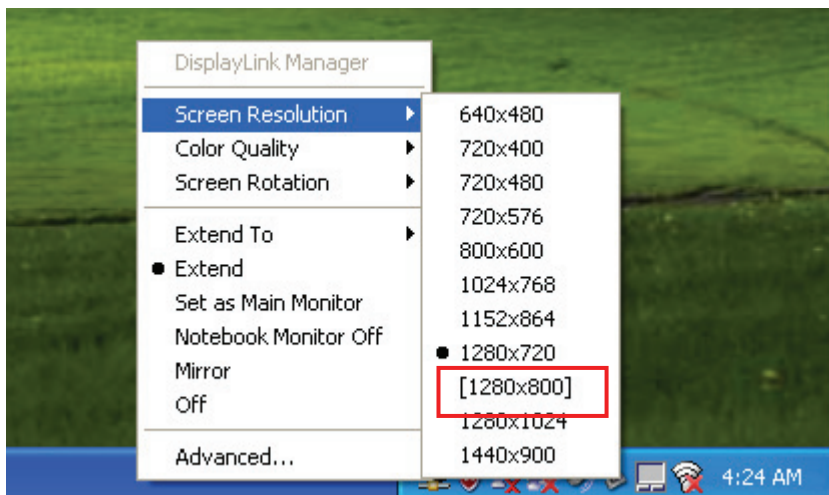 DisplayLink Manager
Screen Resolution
Color Quality
Screen Rotation
Extend To
Extend
Set as Main Monitor
Notebook Monitor Off
Mirror
Off
Advanced...
640x480
720x400
720x480
720x576
800x600
1024x768
1152x864
1280x720
[1280x800]
1280x1024
1440x900
4:24 AM